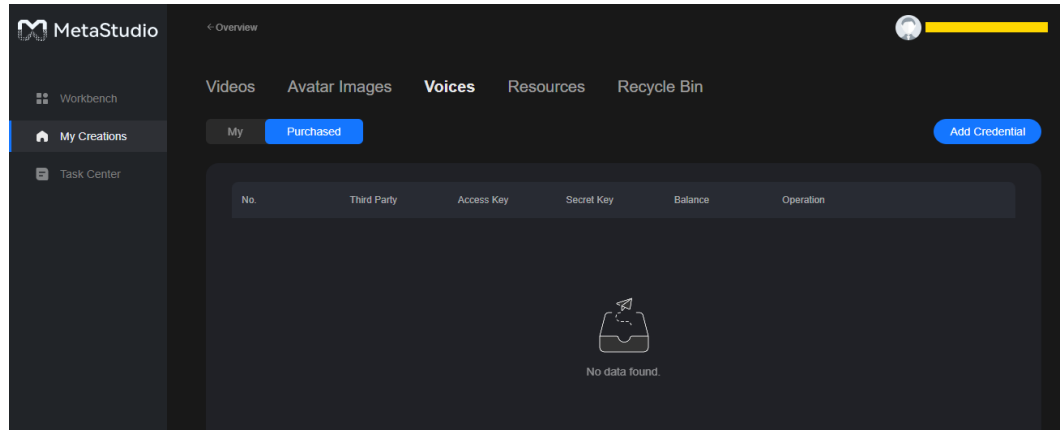 MetaStudio
Overview
Workbench
My Creations
Task Center
Videos Avatar Images Voices Resources Recycle Bin
My Purchased Add Credential
No. Third Party Access Key Secret Key Balance Operation
No data found.